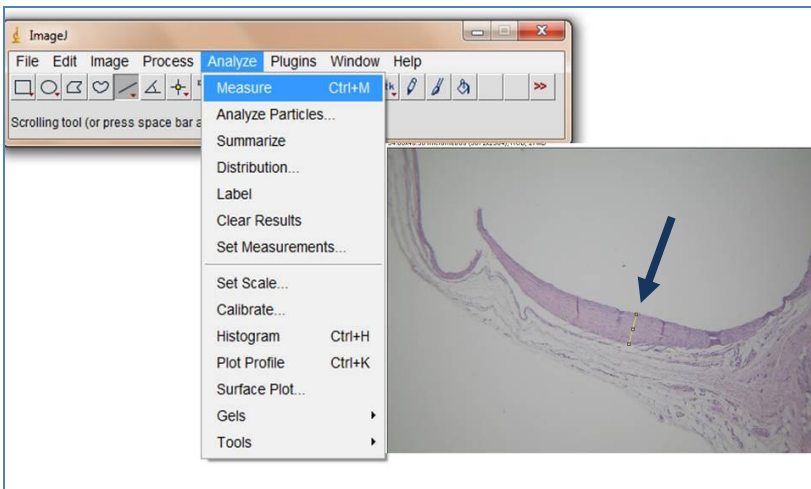 ImageJ
File Edit Image Process Analyze Plugins Window Help
Scrolling tool (or press space bar a
Measure Ctrl+M
Analyze Particles...
Summarize
Distribution...
Label
Clear Results
Set Measurements...
Set Scale...
Calibrate...
Histogram Ctrl+H
Plot Profile Ctrl+K
Surface Plot...
Gels
Tools
>>